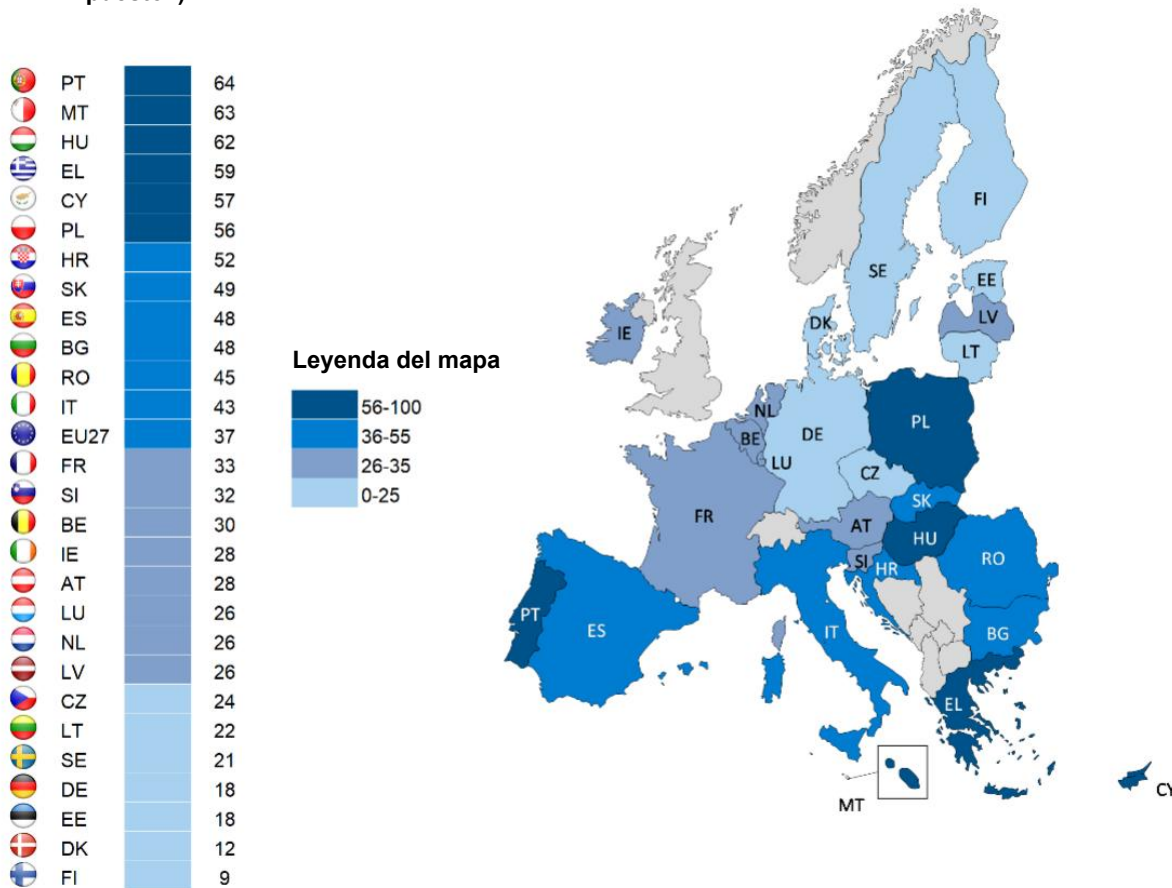 PT 64
MT 63
HU 62
EL 59
CY 57
PL 56
HR 52
SK 49
ES 48
BG 48
RO 45
IT 43
EU27 37
FR 33
SI 32
BE 30
IE 28
AT 28
LU 26
NL 26
LV 26
CZ 24
LT 22
SE 21
DE 18
EE 18
DK 12
FI 9
Leyenda del mapa
56-100
36-55
26-35
0-25
FI
SE
EE
LV
DK
LT
IE
NL
BE
DE
PL
LU
CZ
SK
FR
AT
HU
SI
HR
RO
PT
ES
IT
BG
EL
MT
CY